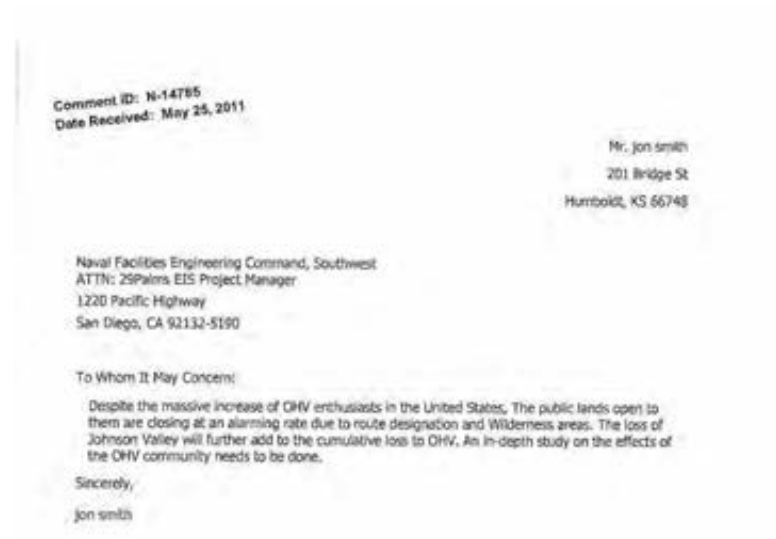 Comment ID: N-14765
Date Received: May 25, 2011
Mr. jon smith
201 Bridge St
Humboldt, KS 66748
Naval Facilities Engineering Command, Southwest
ATTN: 29Palms EIS Project Manager
1220 Pacific Highway
San Diego, CA 92132-5190
To Whom It May Concern:
Despite the massive increase of OHV enthusiasts in the United States, The public lands open to
them are closing at an alarming rate due to route designation and Wilderness areas. The loss of
Johnson Valley will further add to the cumulative loss to OHV. An in-depth study on the effects of
the OHV community needs to be done.
Sincerely,
jon smith